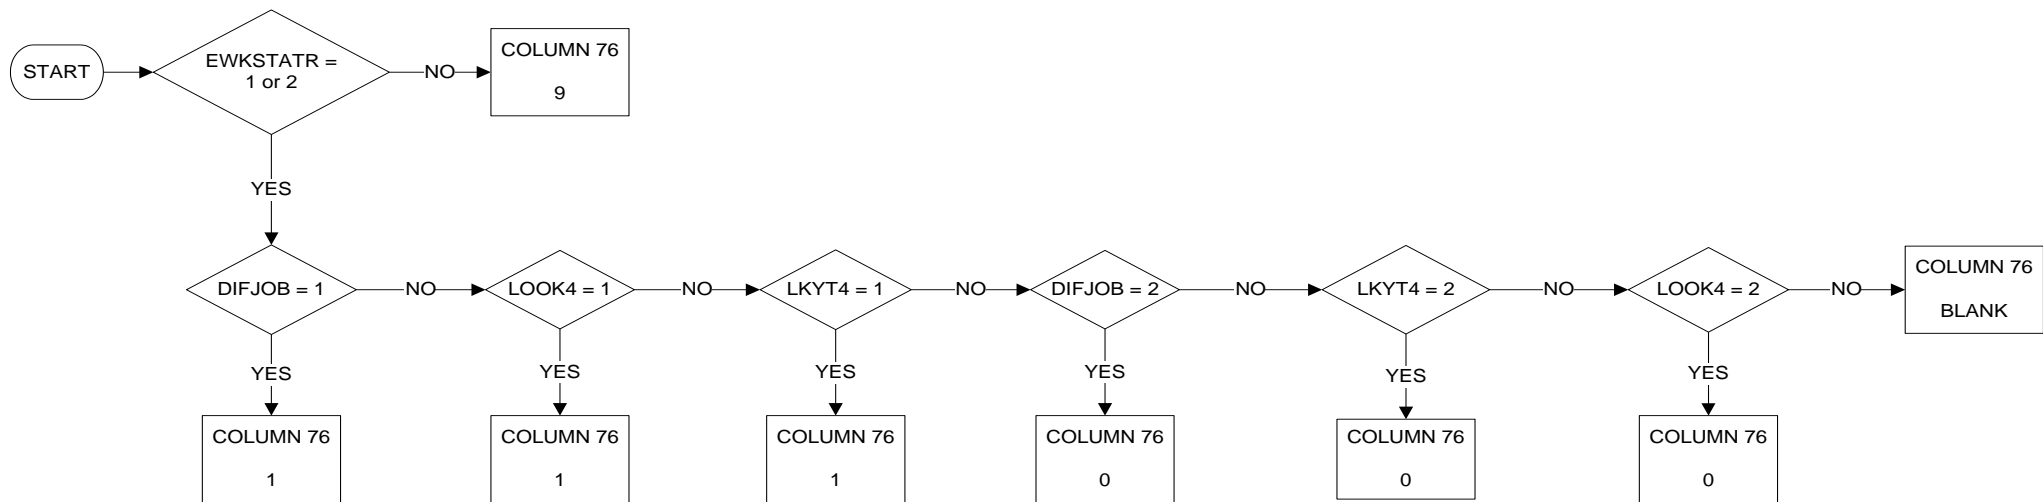 START
EWKSTATR =
1 or 2
NO
COLUMN 76
9
YES
DIFJOB = 1
NO
LOOK4 = 1
NO
LKYT4 = 1
NO
DIFJOB = 2
NO
LKYT4 = 2
NO
LOOK4 = 2
NO
COLUMN 76
BLANK
YES
YES
YES
YES
YES
YES
COLUMN 76
1
COLUMN 76
1
COLUMN 76
1
COLUMN 76
0
COLUMN 76
0
COLUMN 76
0